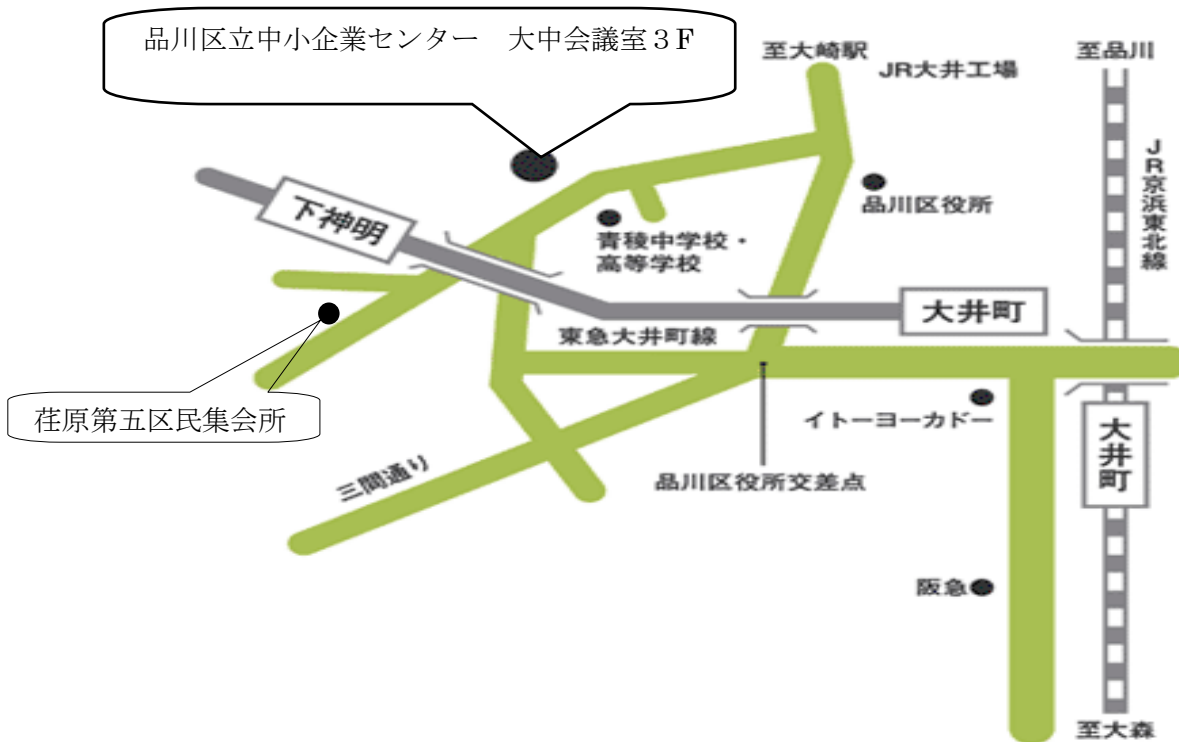 品川区立中小企業センター　大中会議室３F
至大崎駅
JR大井工場
至品川
JR京浜東北線
下神明
品川区役所
青稜中学校・
高等学校
大井町
東急大井町線
荏原第五区民集会所
イトーヨーカドー
大井町
三間通り
品川区役所交差点
阪急
至大森